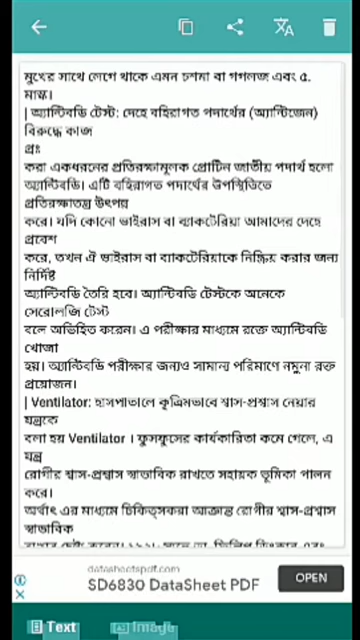 মুখের সাথে লেগে থাকে এমন চশমা বা গগলজ এবং ৫.
মাস্ক।
| অ্যান্টিবডি টেস্ট: দেহে বহিরাগত পদার্থের (অ্যান্টিজেন)
বিরুদ্ধে কাজ
প্রঃ
করা একধরনের প্রতিরক্ষামূলক প্রোটিন জাতীয় পদার্থ হলো
অ্যান্টিবডি। এটি বহিরাগত পদার্থের উপস্থিতিতে
প্রতিরক্ষাতন্ত্র উৎপন্ন
করে। যদি কোনো ভাইরাস বা ব্যাকটেরিয়া আমাদের দেহে
প্রবেশ
করে, তখন ঐ ভাইরাস বা ব্যাকটেরিয়াকে নিষ্ক্রিয় করার জন্য
নির্দিষ্ট
অ্যান্টিবডি তৈরি হবে। অ্যান্টিবডি টেস্টকে অনেকে
সেরোলজি টেস্ট
বলে অভিহিত করেন। এ পরীক্ষার মাধ্যমে রক্তে অ্যান্টিবডি
খোজা
হয়। অ্যান্টিবডি পরীক্ষার জন্যও সামান্য পরিমাণে নমুনা রক্ত
প্রয়োজন।
| Ventilator: হাসপাতালে কৃত্রিমভাবে শ্বাস-প্রশ্বাস নেয়ার
যন্ত্রকে
বলা হয় Ventilator । ফুসফুসের কার্যকারিতা কমে গেলে, এ
যন্ত্র
রোগীর শ্বাস-প্রশ্বাস স্বাভাবিক রাখতে সহায়ক ভূমিকা পালন
করে।
অর্থাৎ এর মাধ্যমে চিকিত্সকরা আক্রান্ত রোগীর শ্বাস-প্রশ্বাস
স্বাভাবিক
datasheetspdf.com
SD6830 DataSheet PDF
OPEN
Text
Image